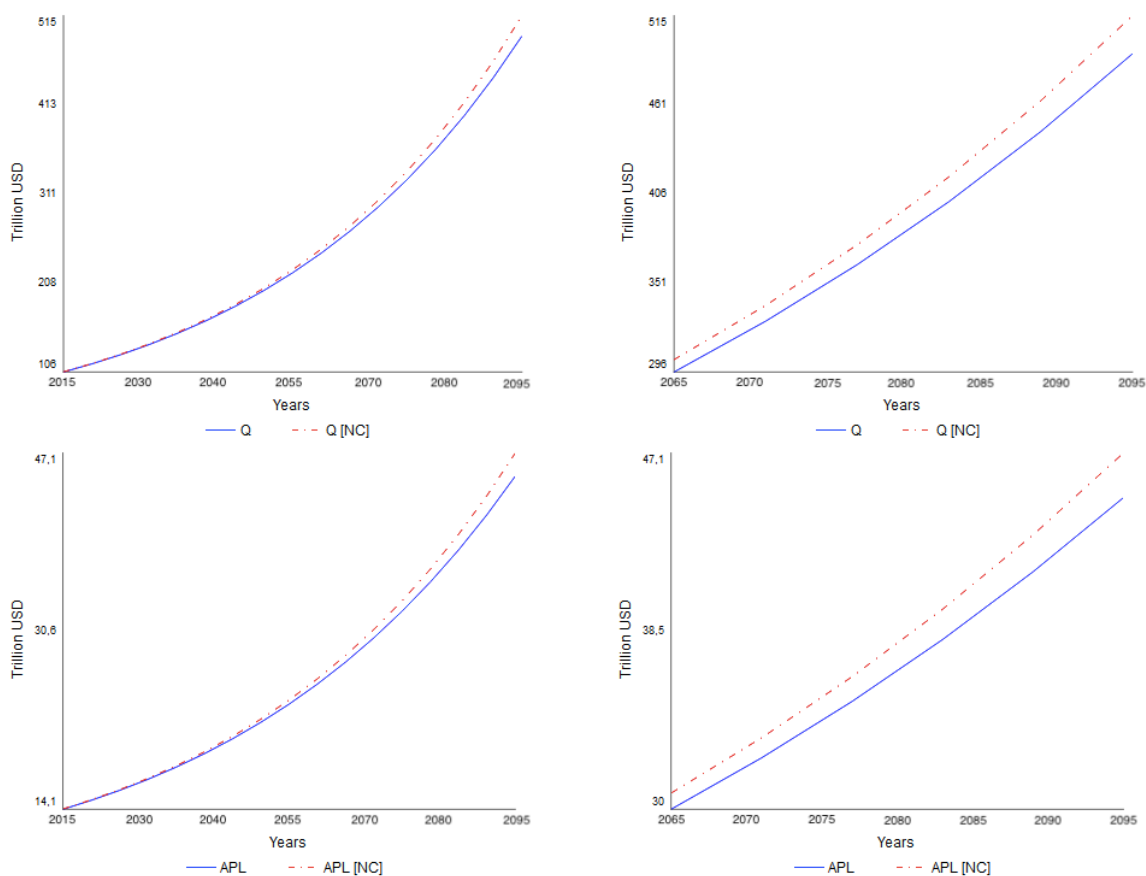 515
413
311
208
106
Trillion USD
2015 2030 2040 2055 2070 2080 2095
Years
Q Q [NC]
515
461
406
351
296
Trillion USD
2065 2070 2075 2080 2085 2090 2095
Years
Q Q [NC]
47,1
30,6
14,1
Trillion USD
2015 2030 2040 2055 2070 2080 2095
Years
APL APL [NC]
47,1
38,5
30
Trillion USD
2065 2070 2075 2080 2085 2090 2095
Years
APL APL [NC]